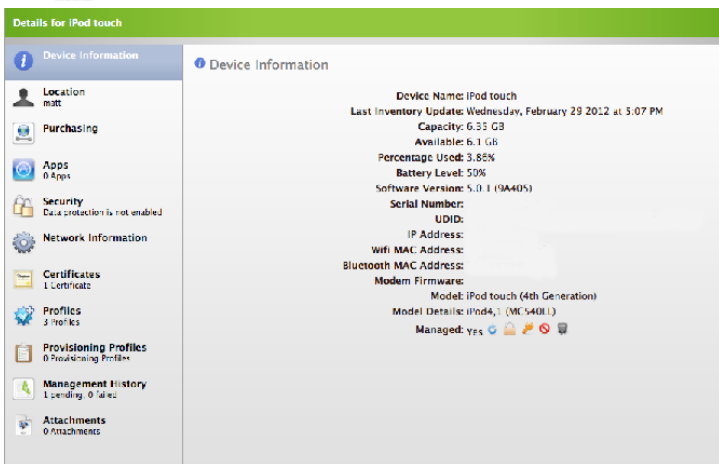 Details for iPod touch
Device Information
Location
matt
Purchasing
Apps
0 Apps
Security
Data protection is not enabled
Network Information
Certificates
1 Certificate
Profiles
3 Profiles
Provisioning Profiles
0 Provisioning Profiles
Management History
1 pending, 0 failed
Attachments
0 Attachments
Device Information
Device Name: iPod touch
Last Inventory Update: Wednesday, February 29 2012 at 5:07 PM
Capacity: 6.35 GB
Available: 6.1 GB
Percentage Used: 3.86%
Battery Level: 50%
Software Version: 5.0.1 (9A405)
Serial Number:
UDID:
IP Address:
Wifi MAC Address:
Bluetooth MAC Address:
Modem Firmware:
Model: iPod touch (4th Generation)
Model Details: iPod4,1 (MC540LL)
Managed: Yes